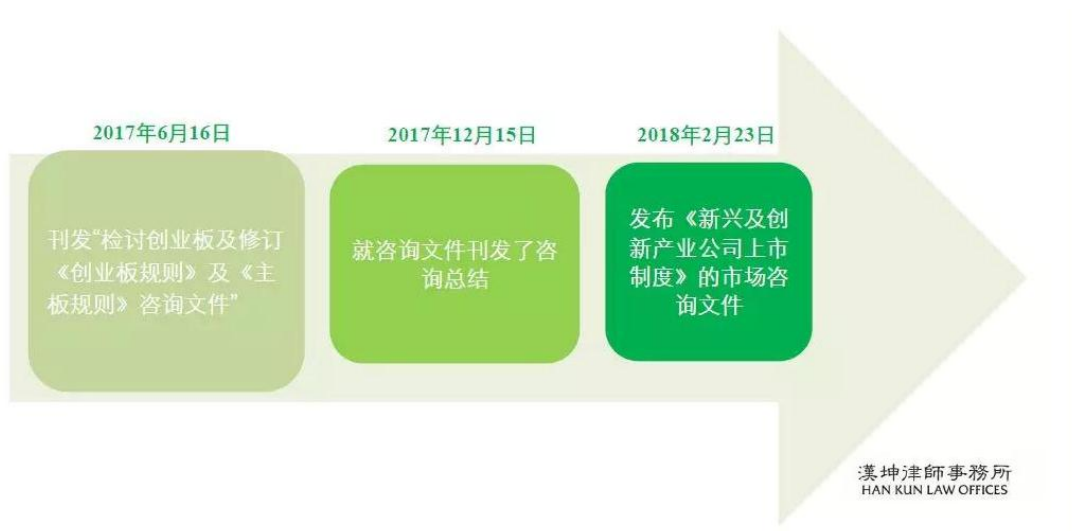 2017年6月16日
2017年12月15日
2018年2月23日
刊发“检讨创业板及修订
《创业板规则》及《主
板规则》咨询文件”
就咨询文件刊发了咨
询总结
发布《新兴及创
新产业公司上市
制度》的市场咨
询文件
漢坤津師事務所
HAN KUN LAW OFFICES